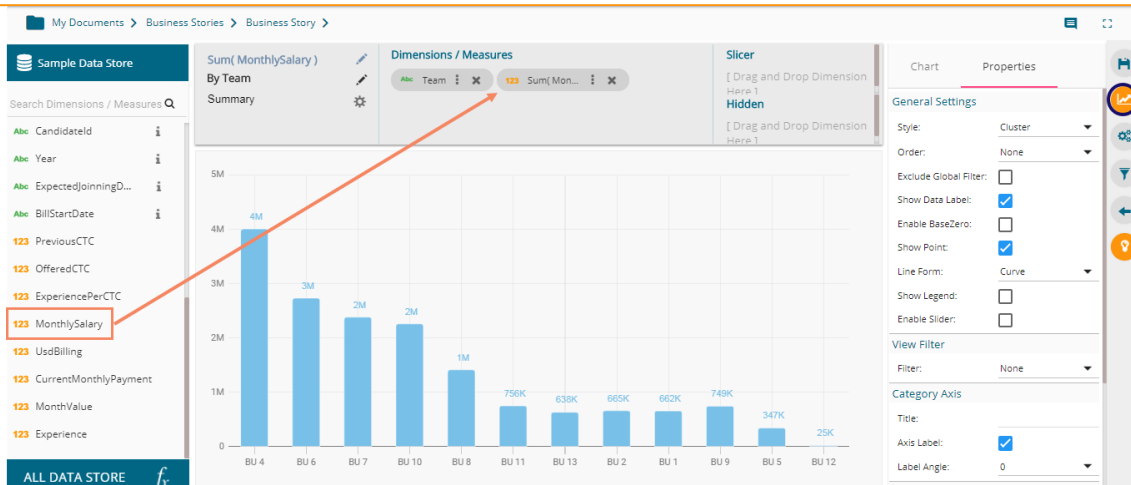 My Documents > Business Stories > Business Story >
Sample Data Store
Search Dimensions / Measures
Abc CandidateId i
Abc Year i
Abc ExpectedJoinningD... i
Abc BillStartDate i
123 PreviousCTC
123 OfferedCTC
123 ExperiencePerCTC
123 MonthlySalary
123 UsdBilling
123 CurrentMonthlyPayment
123 MonthValue
123 Experience
ALL DATA STORE fx
Sum( MonthlySalary )
By Team
Summary
Dimensions / Measures
Abc Team
123 Sum( Mon...
Slicer
[ Drag and Drop Dimension
Here ]
Hidden
[ Drag and Drop Dimension
Here ]
5M
4M
3M
2M
1M
0
4M
3M
2M
2M
1M
756K
638K
665K
662K
749K
347K
25K
BU 4 BU 6 BU 7 BU 10 BU 8 BU 11 BU 13 BU 2 BU 1 BU 9 BU 5 BU 12
Chart Properties
General Settings
Style: Cluster
Order: None
Exclude Global Filter:
Show Data Label:
Enable BaseZero:
Show Point:
Line Form: Curve
Show Legend:
Enable Slider:
View Filter
Filter: None
Category Axis
Title:
Axis Label:
Label Angle: 0